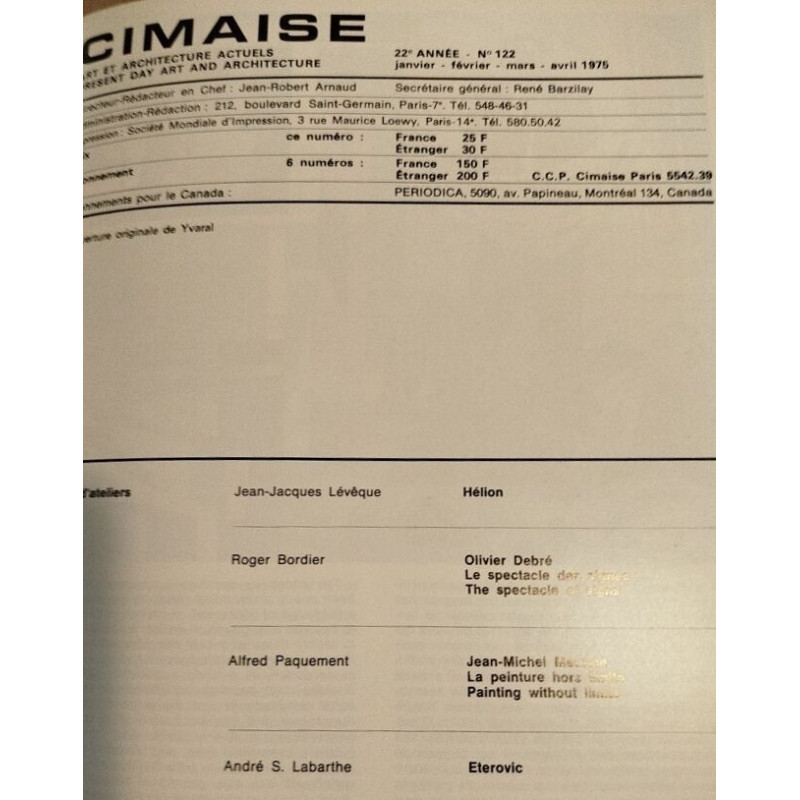 CIMAISE
ART ET ARCHITECTURE ACTUELS
PRESENT DAY ART AND ARCHITECTURE
22e ANNÉE - No 122
janvier - février - mars - avril 1975
en Chef : Jean-Robert Arnaud Secrétaire général : René Barzilay
212, boulevard Saint-Germain, Paris-7e. Tél. 548-46-31
Société Mondiale d'Impression, 3 rue Maurice Loewy, Paris-14e. Tél. 580.50.42
ce numéro : France 25 F
Étranger 30 F
6 numéros : France 150 F
Étranger 200 F C.C.P. Cimaise Paris 5542.39
pour le Canada : PERIODICA, 5090, av. Papineau, Montréal 134, Canada
originale de Yvaral
d'ateliers Jean-Jacques Lévêque Hélion
Roger Bordier Olivier Debré
Le spectacle des
The spectacle
Alfred Paquement Jean-Michel
La peinture hors
Painting without
André S. Labarthe Eterovic